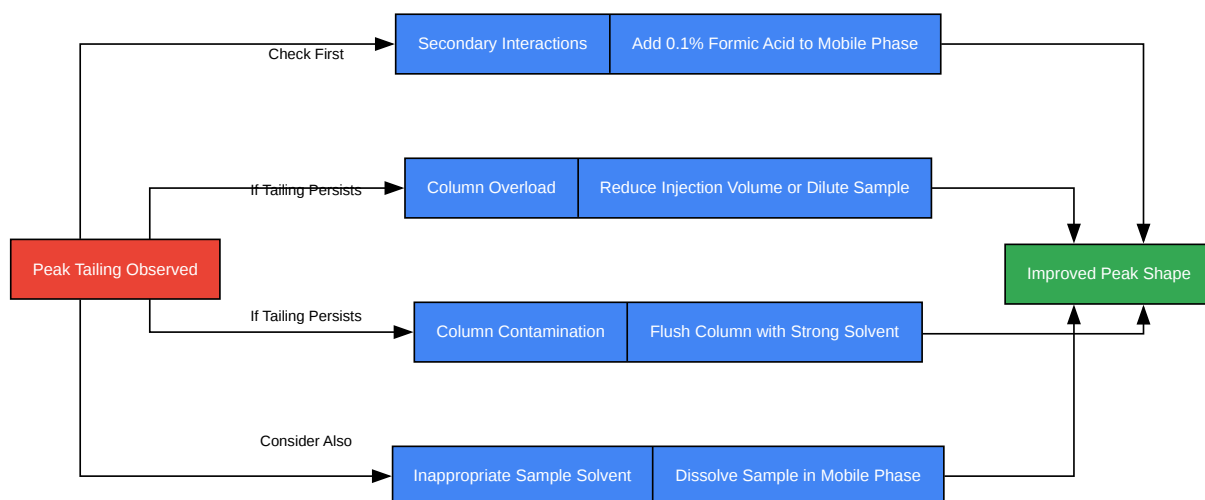 Secondary Interactions
Add 0.1% Formic Acid to Mobile Phase
Check First
If Tailing Persists
Column Overload
Reduce Injection Volume or Dilute Sample
Peak Tailing Observed
Improved Peak Shape
If Tailing Persists
Column Contamination
Flush Column with Strong Solvent
Consider Also
Inappropriate Sample Solvent
Dissolve Sample in Mobile Phase